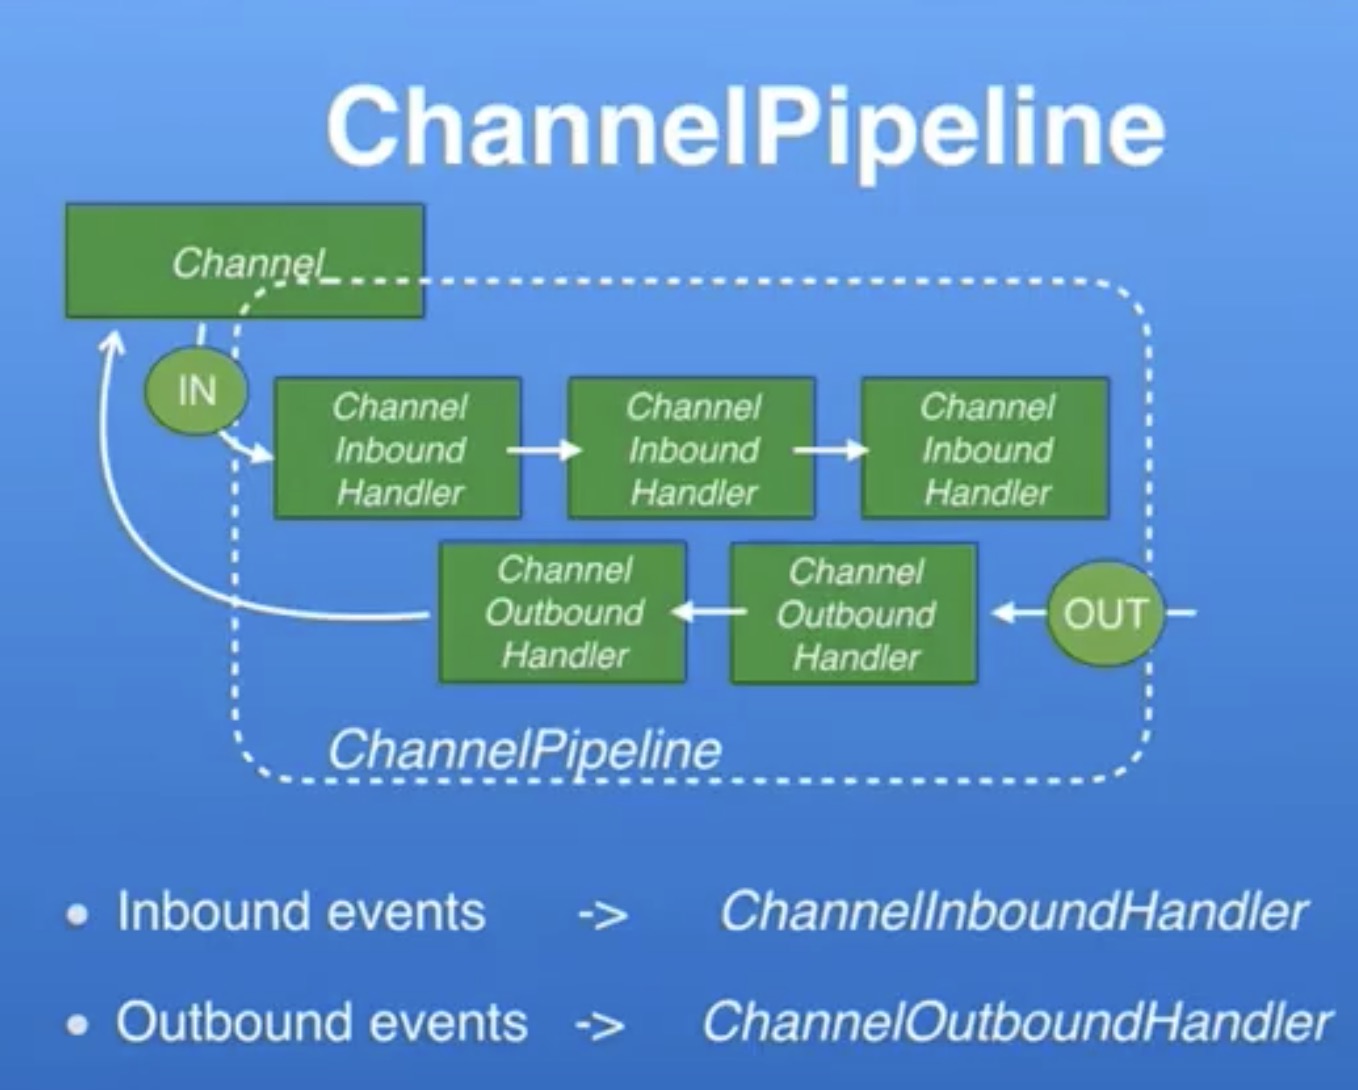 ChannelPipeline
Channel
IN
Channel
Inbound
Handler
Channel
Inbound
Handler
Channel
Inbound
Handler
Channel
Outbound
Handler
Channel
Outbound
Handler
OUT
ChannelPipeline
• Inbound events -> ChannelInboundHandler
• Outbound events -> ChannelOutboundHandler